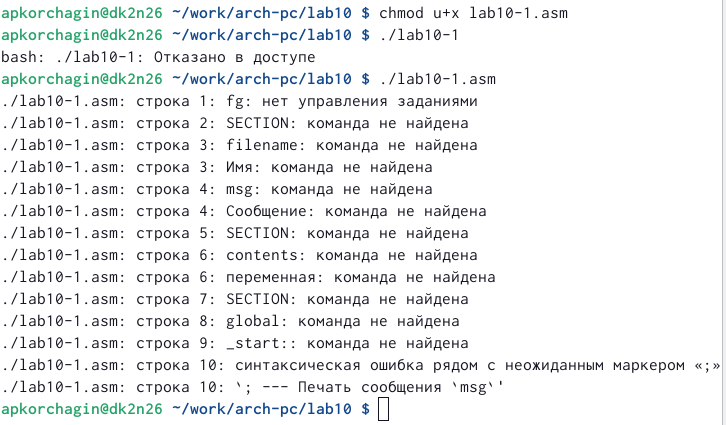 apkorchagin@dk2n26 ~/work/arch-pc/lab10 $ chmod u+x lab10-1.asm
apkorchagin@dk2n26 ~/work/arch-pc/lab10 $ ./lab10-1
bash: ./lab10-1: Отказано в доступе
apkorchagin@dk2n26 ~/work/arch-pc/lab10 $ ./lab10-1.asm
./lab10-1.asm: строка 1: fg: нет управления заданиями
./lab10-1.asm: строка 2: SECTION: команда не найдена
./lab10-1.asm: строка 3: filename: команда не найдена
./lab10-1.asm: строка 3: Имя: команда не найдена
./lab10-1.asm: строка 4: msg: команда не найдена
./lab10-1.asm: строка 4: Сообщение: команда не найдена
./lab10-1.asm: строка 5: SECTION: команда не найдена
./lab10-1.asm: строка 6: contents: команда не найдена
./lab10-1.asm: строка 6: переменная: команда не найдена
./lab10-1.asm: строка 7: SECTION: команда не найдена
./lab10-1.asm: строка 8: global: команда не найдена
./lab10-1.asm: строка 9: _start:: команда не найдена
./lab10-1.asm: строка 10: синтаксическая ошибка рядом с неожиданным маркером «;»
./lab10-1.asm: строка 10: `; --- Печать сообщения `msg`'
apkorchagin@dk2n26 ~/work/arch-pc/lab10 $